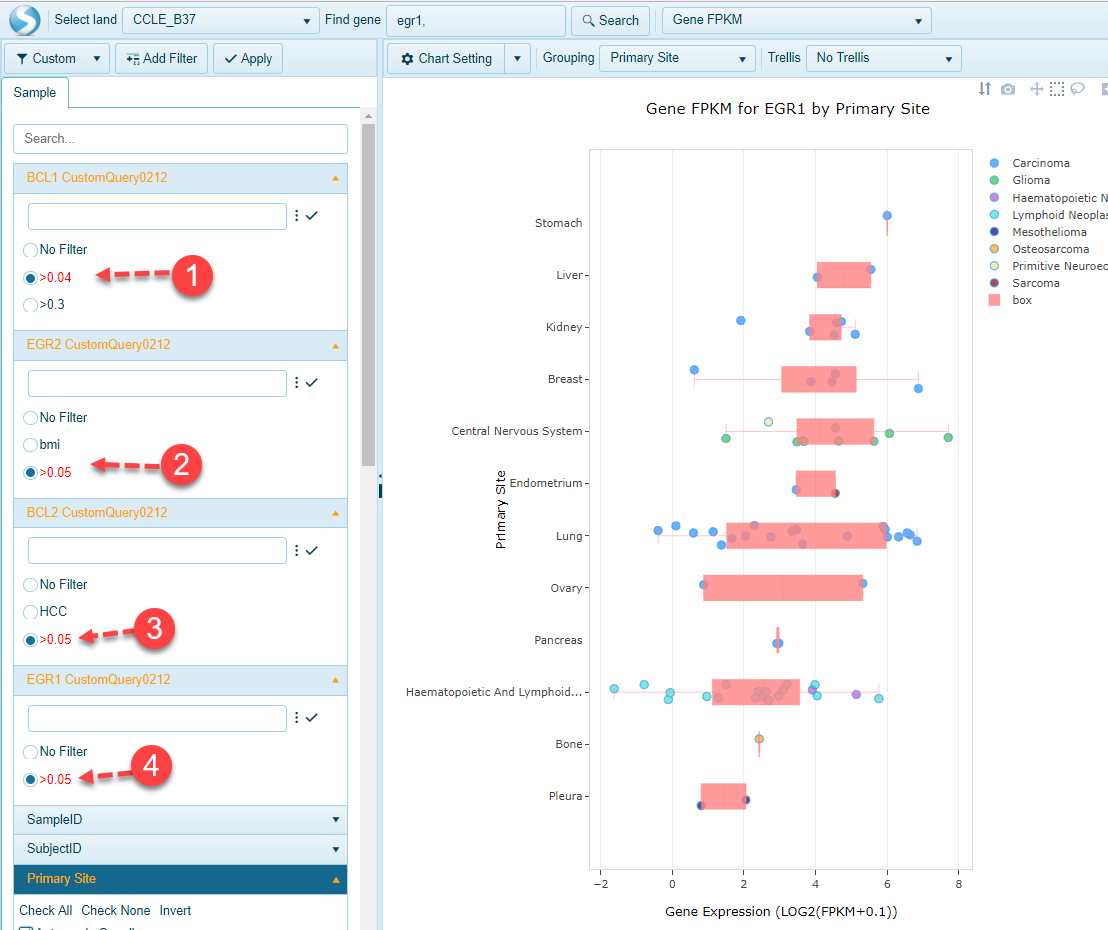 Select land CCLE_B37 Find gene egr1, Search Gene FPKM
Custom Add Filter Apply Chart Setting Grouping Primary Site Trellis No Trellis
Sample
Search...
BCL1 CustomQuery0212
No Filter
>0.04
1
>0.3
EGR2 CustomQuery0212
No Filter
bmi
>0.05
2
BCL2 CustomQuery0212
No Filter
HCC
>0.05
3
EGR1 CustomQuery0212
No Filter
>0.05
4
SampleID
SubjectID
Primary Site
Check All Check None Invert
Gene FPKM for EGR1 by Primary Site
Primary Site
Stomach
Liver
Kidney
Breast
Central Nervous System
Endometrium
Lung
Ovary
Pancreas
Haematopoietic And Lymphoid...
Bone
Pleura
−2 0 2 4 6 8
Gene Expression (LOG2(FPKM+0.1))
Carcinoma
Glioma
Haematopoietic N
Lymphoid Neoplas
Mesothelioma
Osteosarcoma
Primitive Neuroec
Sarcoma
box